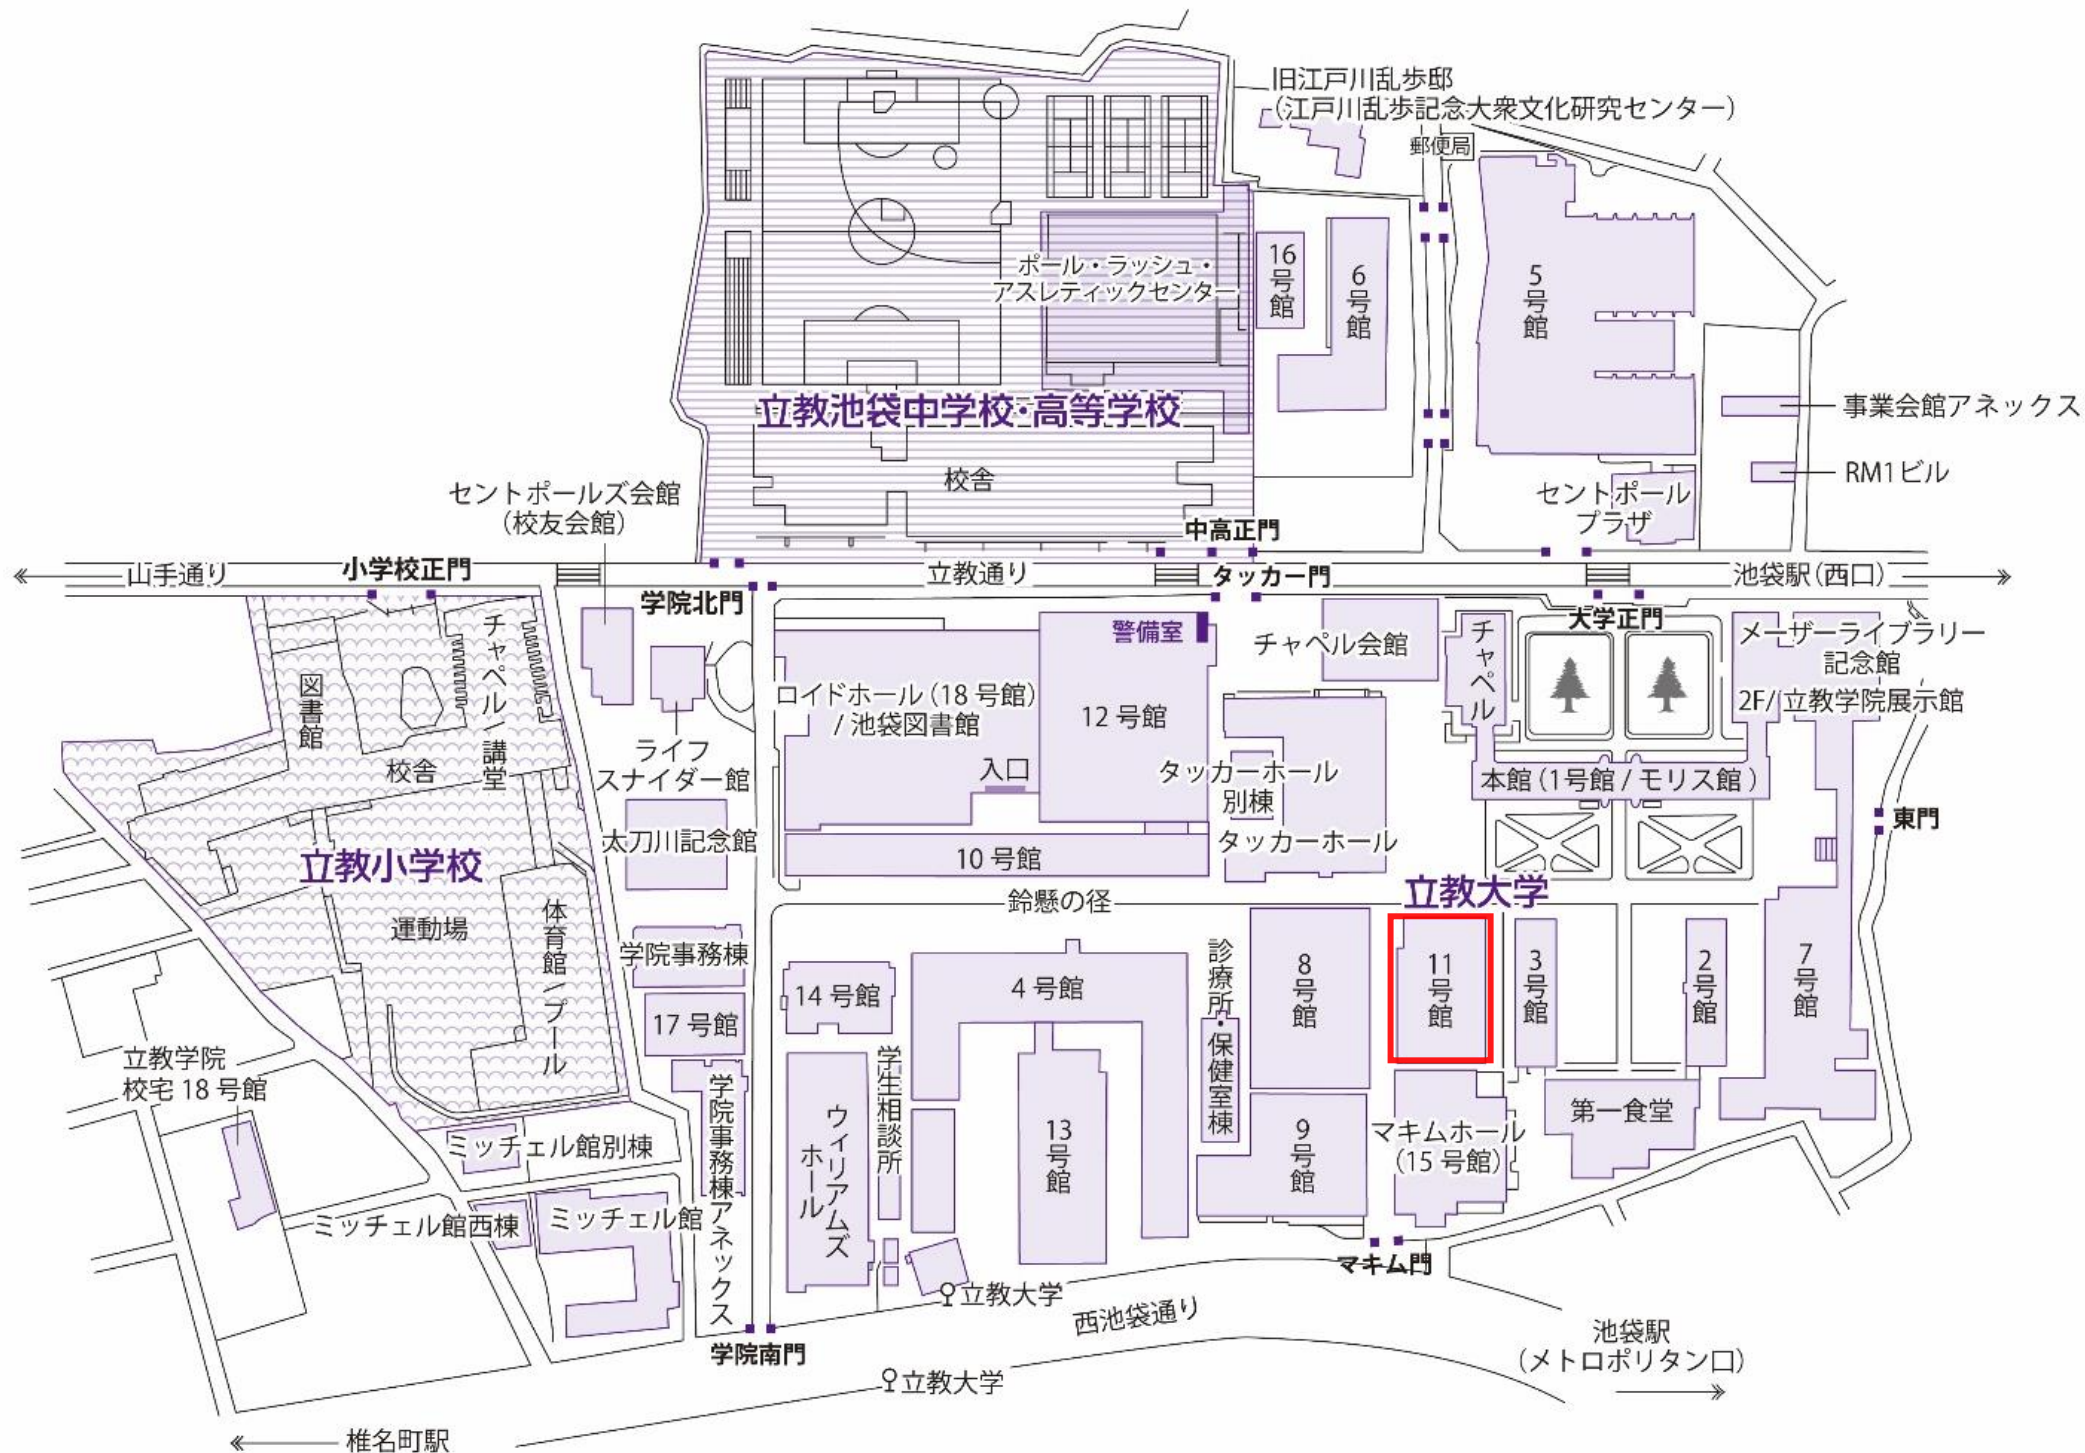 旧江戸川乱歩邸
（江戸川乱歩記念大衆文化研究センター）
郵便局
ポール・ラッシュ・
アスレティックセンター
16号館
6号館
5号館
立教池袋中学校・高等学校
校舎
事業会館アネックス
RM1ビル
セントポール
プラザ
セントポールズ会館
（校友会館）
中高正門
小学校正門
山手通り
立教通り
タッカー門
池袋駅（西口）
学院北門
大学正門
警備室
チャペル会館
チャペル
メーザーライブラリー
記念館
2F/ 立教学院展示館
チャペル/講堂
図書館
校舎
ライフ
スナイダー館
ロイドホール（18 号館）
/ 池袋図書館
12 号館
入口
タッカーホール
別棟
タッカーホール
本館（1号館 / モリス館 ）
東門
太刀川記念館
10 号館
立教小学校
立教大学
鈴懸の径
運動場
体育館/プール
学院事務棟
14 号館
4 号館
診療所・保健室棟
8号館
11号館
3号館
2号館
7号館
17 号館
立教学院
校宅 18 号館
学院事務棟アネックス
学生相談所
ウィリアムズ
ホール
13号館
9号館
マキムホール
（15 号館）
第一食堂
ミッチェル館別棟
ミッチェル館西棟
ミッチェル館
マキム門
立教大学
西池袋通り
学院南門
立教大学
池袋駅
（メトロポリタン口）
椎名町駅